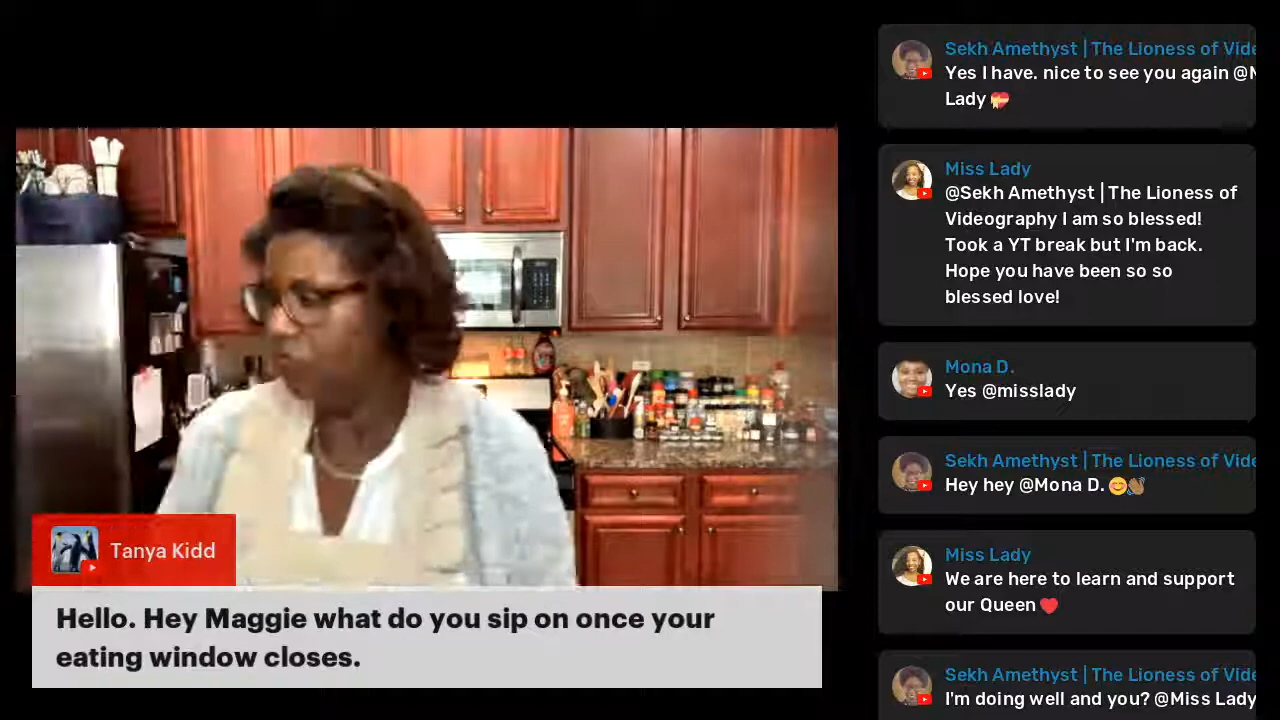 Sekh Amethyst | The Lioness of Vide
Yes I have. nice to see you again @M
Lady 💝
Miss Lady
@Sekh Amethyst | The Lioness of
Videography I am so blessed!
Took a YT break but I'm back.
Hope you have been so so
blessed love!
Mona D.
Yes @misslady
Sekh Amethyst | The Lioness of Vide
Hey hey @Mona D. 😊👋🏾
Miss Lady
We are here to learn and support
our Queen ❤️
Sekh Amethyst | The Lioness of Vide
I'm doing well and you? @Miss Lady
Tanya Kidd
Hello. Hey Maggie what do you sip on once your
eating window closes.